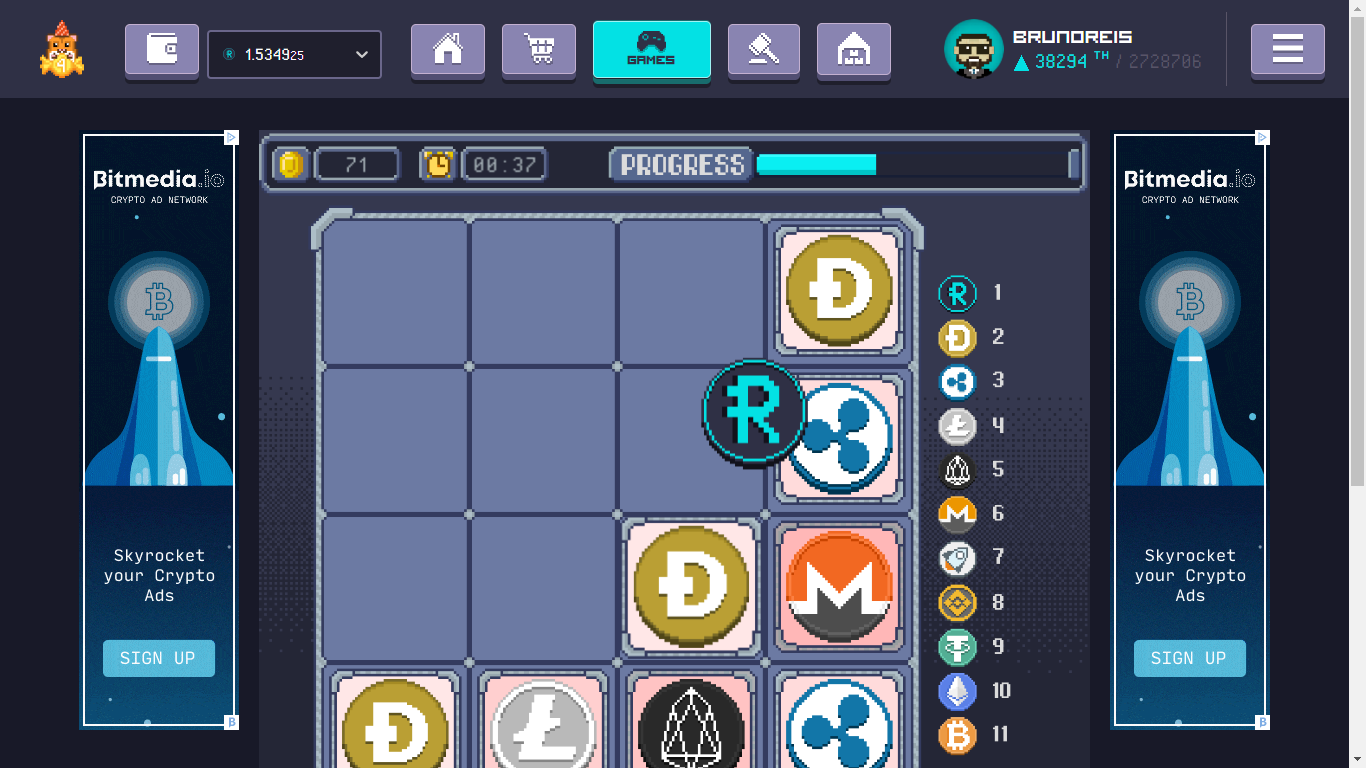 1.534925
GAMES
BRUNOREIS
38294 TH / 2728706
Bitmedia.io
CRYPTO AD NETWORK
Skyrocket
your Crypto
Ads
SIGN UP
71
00:37
PROGRESS
1
2
3
4
5
6
7
8
9
10
11
Bitmedia.io
CRYPTO AD NETWORK
Skyrocket
your Crypto
Ads
SIGN UP